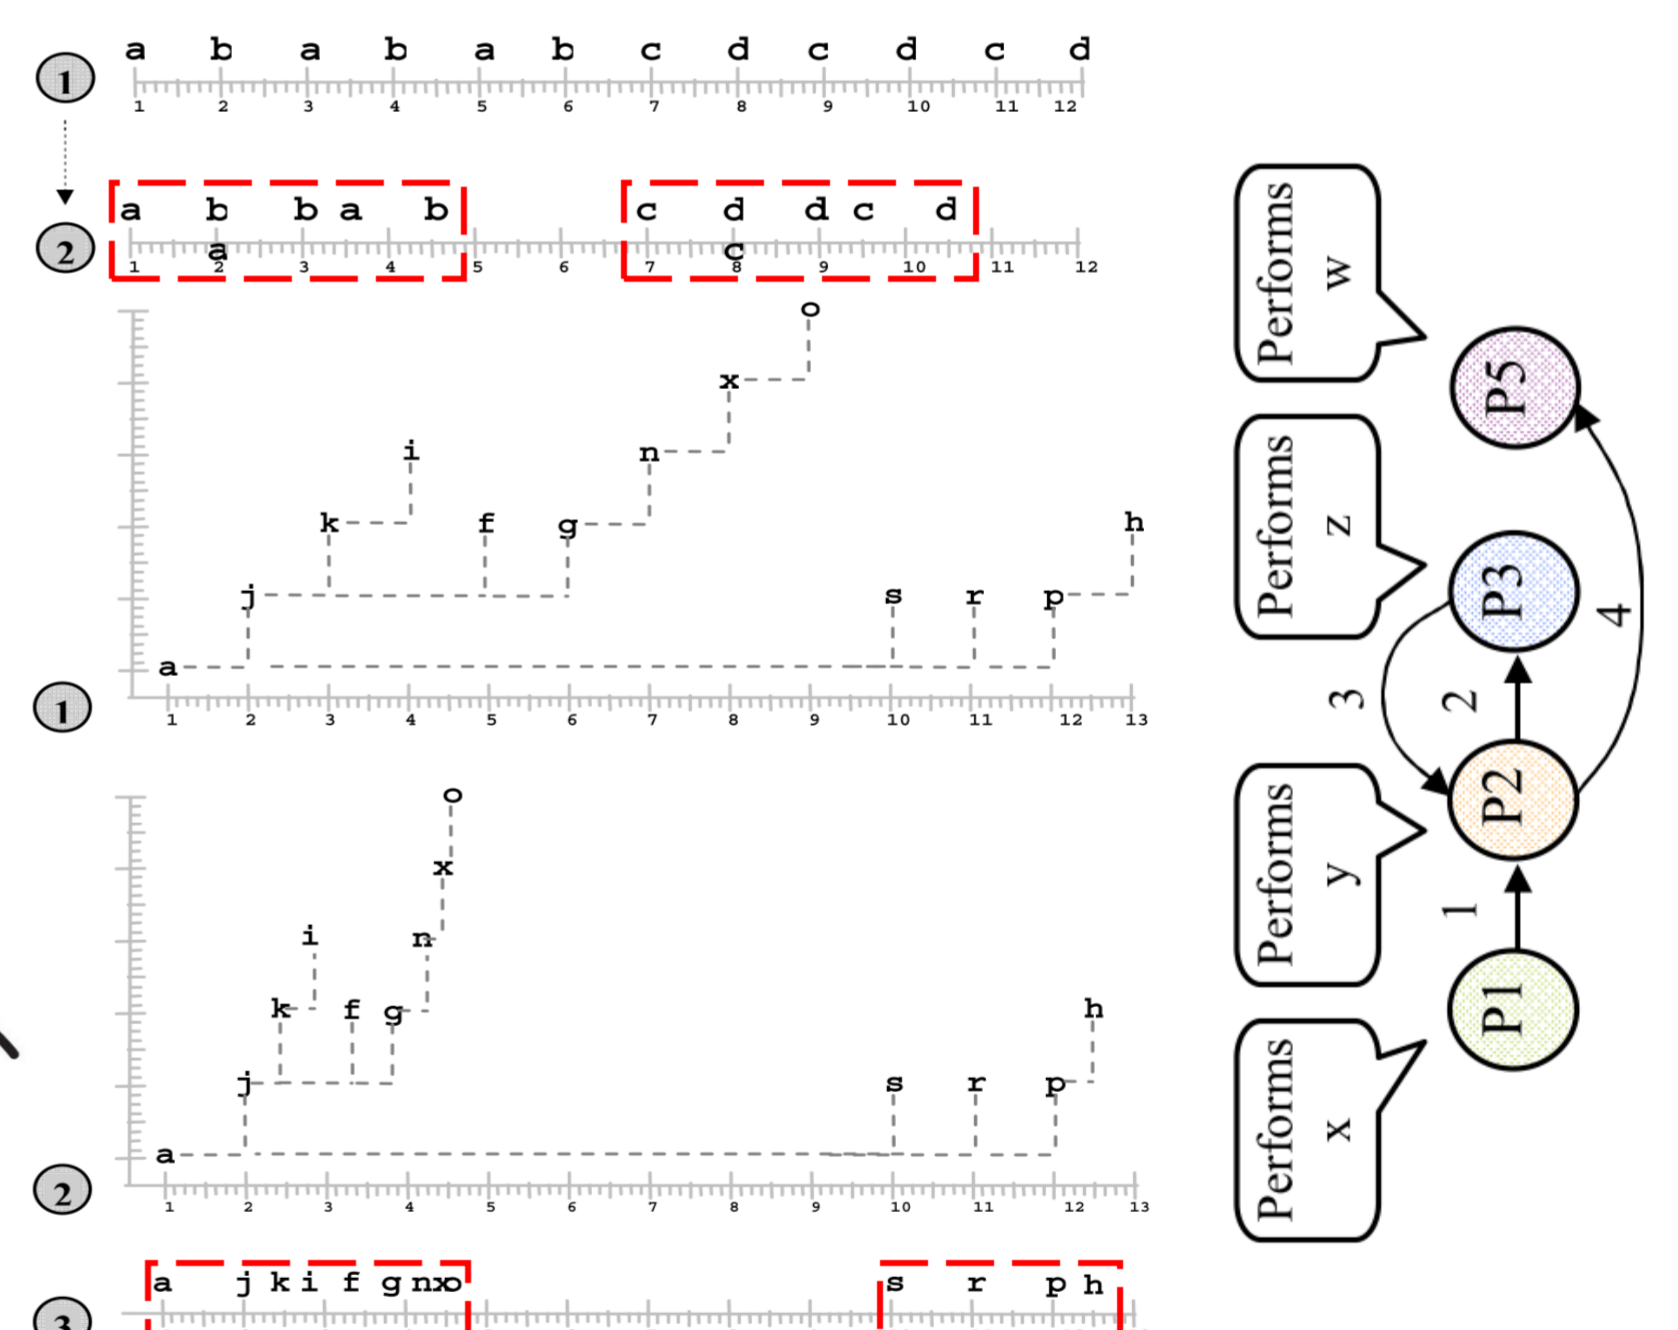 a b a b a b c d c d c d
1
1 2 3 4 5 6 7 8 9 10 11 12
a b b a b c d d c d
a c
2
1 2 3 4 5 6 7 8 9 10 11 12
o
x
i n
k f g h
j s r p
a
1
1 2 3 4 5 6 7 8 9 10 11 12 13
o
x
i n
k f g h
j s r p
a
2
1 2 3 4 5 6 7 8 9 10 11 12 13
a j k i f g n x o s r p h
3
Performs
w
Performs
z
Performs
y
Performs
x
P5
P3
P2
P1
4
3
2
1